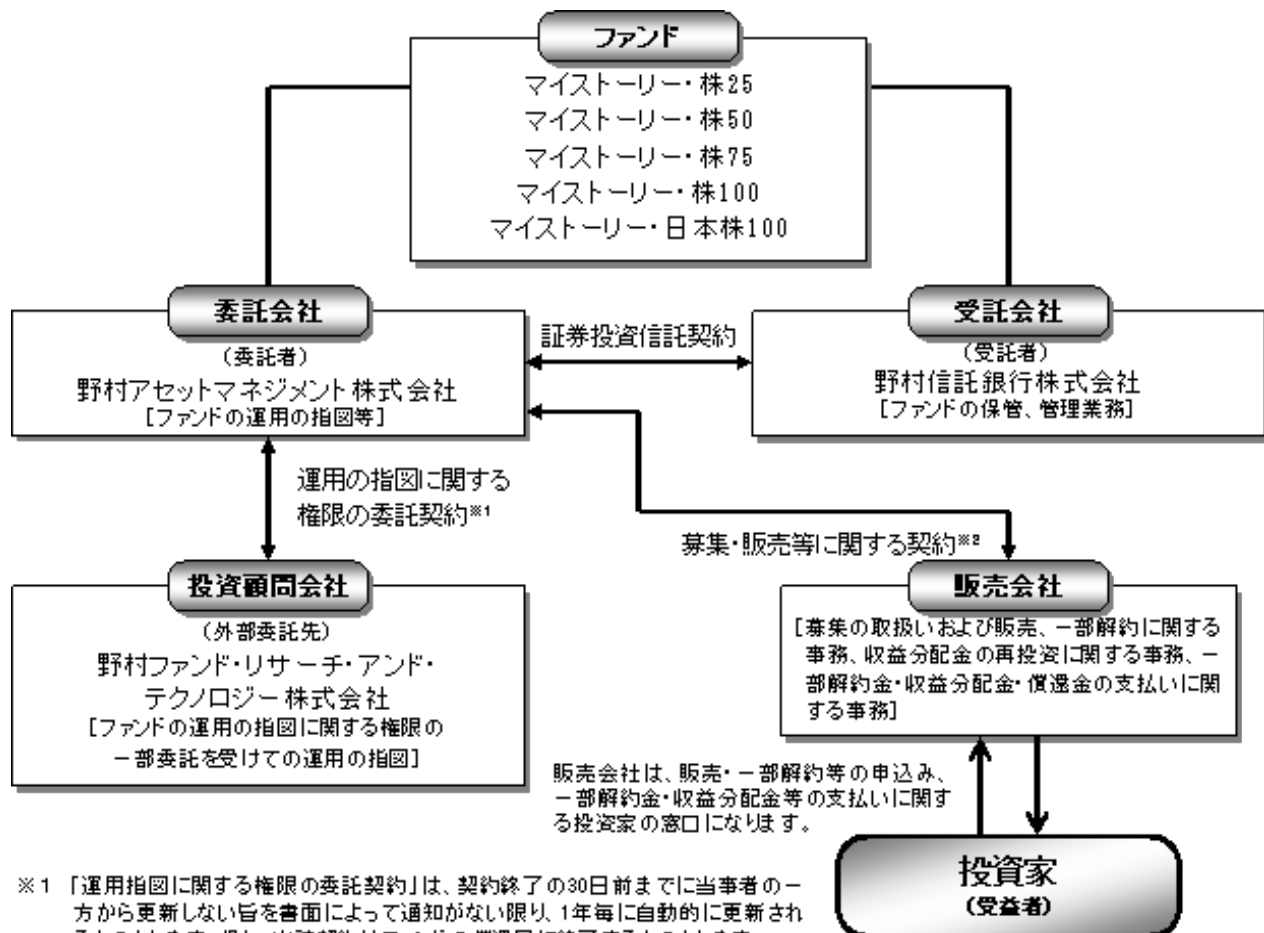 ファンド
マイストーリー・株25
マイストーリー・株50
マイストーリー・株75
マイストーリー・株100
マイストーリー・日本株100
委託会社
(委託者)
野村アセットマネジメント株式会社
[ファンドの運用の指図等]
証券投資信託契約
受託会社
(受託者)
野村信託銀行株式会社
[ファンドの保管、管理業務]
運用の指図に関する
権限の委託契約※1
募集・販売等に関する契約※2
投資顧問会社
(外部委託先)
野村ファンド・リサーチ・アンド・
テクノロジー株式会社
[ファンドの運用の指図に関する権限の
一部委託を受けての運用の指図]
販売会社
[募集の取扱いおよび販売、一部解約に関する
事務、収益分配金の再投資に関する事務、一
部解約金・収益分配金・償還金の支払いに関
する事務]
販売会社は、販売・一部解約等の申込み、
一部解約金・収益分配金等の支払いに関す
る投資家の窓口になります。
投資家
(受益者)
※1 「運用指図に関する権限の委託契約」は、契約終了の30日前までに当事者の一
方から更新しない旨を書面によって通知がない限り、1年毎に自動的に更新され